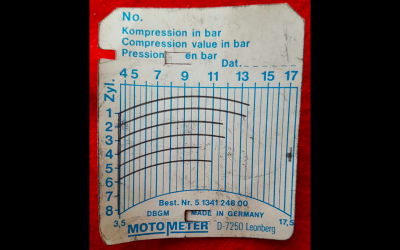 No.
Kompression in bar
Compression value in bar
Pression en bar
Dat.
4 5 7 9 11 13 15 17
Zyl.
1
2
3
4
5
6
7
8
3,5 17,5
Best. Nr. 5 1341 248 00
DBGM MADE IN GERMANY
MOTOMETER D-7250 Leonberg